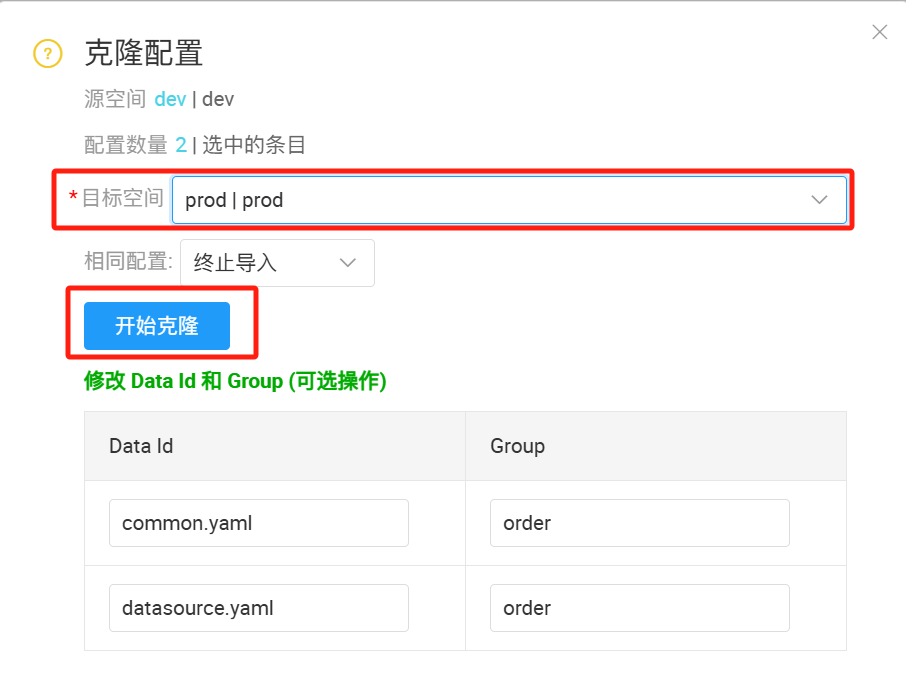 ? 克隆配置
源空间 dev | dev
配置数量 2 | 选中的条目
*目标空间 prod | prod
相同配置: 终止导入
开始克隆
修改 Data Id 和 Group (可选操作)
Data Id Group
common.yaml order
datasource.yaml order